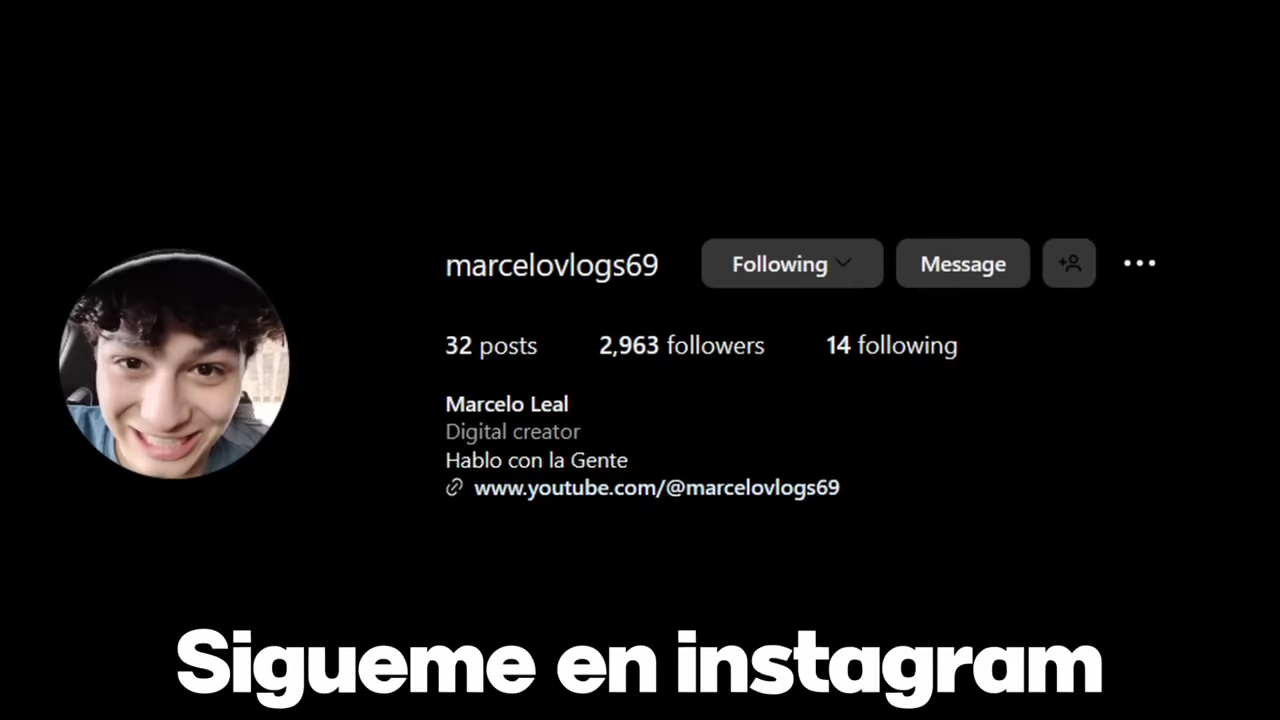 marcelovlogs69 Following Message
32 posts 2,963 followers 14 following
Marcelo Leal
Digital creator
Hablo con la Gente
www.youtube.com/@marcelovlogs69
Sigueme en instagram